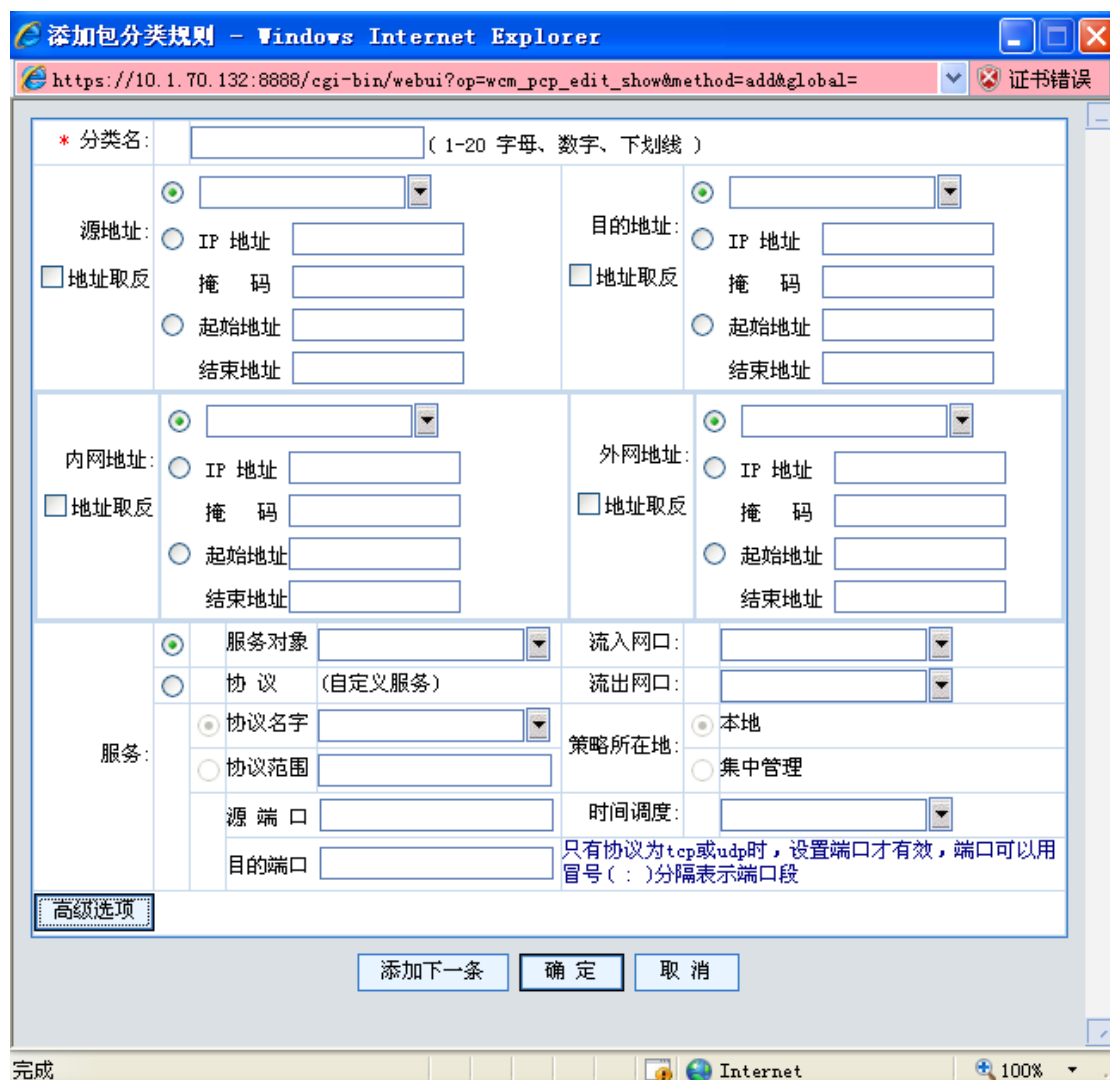 添加包分类规则 - Windows Internet Explorer
https://10.1.70.132:8888/cgi-bin/webui?op=wcm_pcp_edit_show&method=add&global=
证书错误
* 分类名: ( 1-20 字母、数字、下划线 )
源地址:
地址取反
IP 地址
掩 码
起始地址
结束地址
目的地址:
地址取反
IP 地址
掩 码
起始地址
结束地址
内网地址:
地址取反
IP 地址
掩 码
起始地址
结束地址
外网地址:
地址取反
IP 地址
掩 码
起始地址
结束地址
服务:
服务对象
协 议 (自定义服务)
协议名字
协议范围
源 端 口
目的端口
流入网口:
流出网口:
策略所在地:
本地
集中管理
时间调度:
只有协议为tcp或udp时，设置端口才有效，端口可以用
冒号( : )分隔表示端口段
高级选项
添加下一条 确 定 取 消
完成 Internet 100%